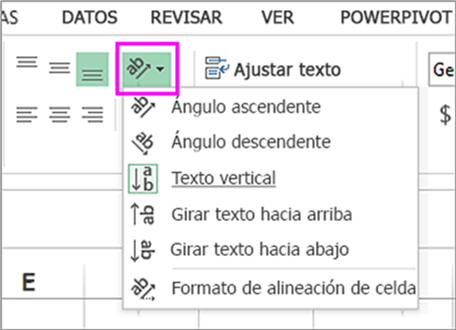 AS DATOS REVISAR VER POWERPIVOT
Ajustar texto Ge
$
Ángulo ascendente
Ángulo descendente
Texto vertical
Girar texto hacia arriba
Girar texto hacia abajo
Formato de alineación de celda
E